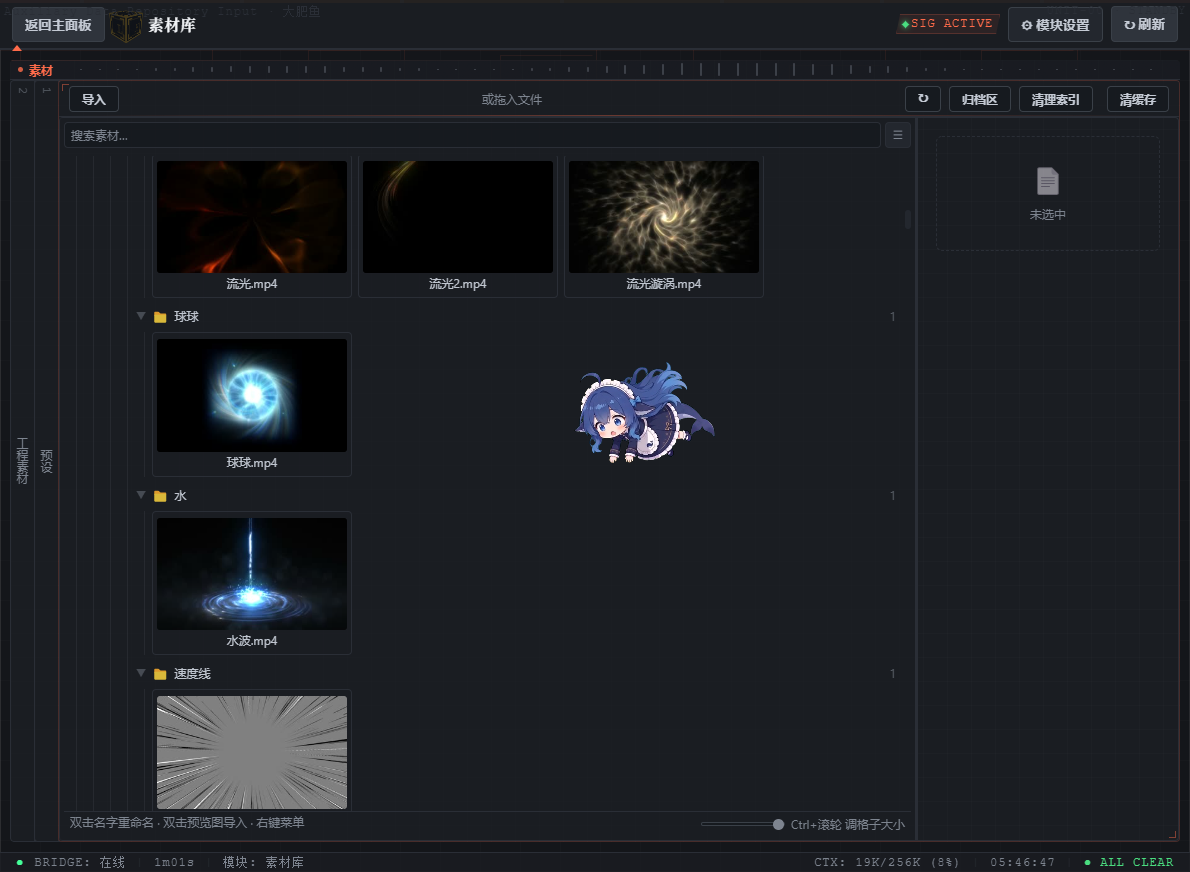 返回主面板
素材库
SIG ACTIVE
模块设置
↻刷新
素材
2
1
导入
或拖入文件
↻
归档区
清理索引
清缓存
搜索素材...
未选中
流光.mp4
流光2.mp4
流光漩涡.mp4
球球
1
球球.mp4
水
1
水波.mp4
速度线
1
工程素材
预设
双击名字重命名 · 双击预览图导入 · 右键菜单
Ctrl+滚轮 调格子大小
BRIDGE: 在线
1m01s
模块: 素材库
CTX: 19K/256K (8%)
05:46:47
ALL CLEAR